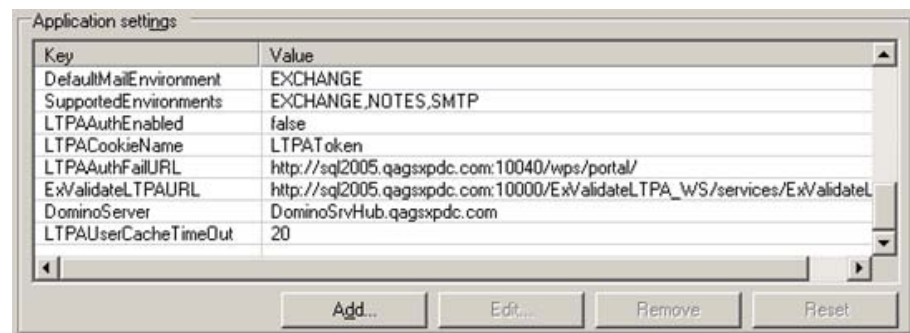 Application settings
Key Value
DefaultMailEnvironment EXCHANGE
SupportedEnvironments EXCHANGE,NOTES,SMTP
LTPAAuthEnabled false
LTPACookieName LTPAToken
LTPAAuthFailURL http://sql2005.qagsxpdc.com:10040/wps/portal/
ExValidateLTPAURL http://sql2005.qagsxpdc.com:10000/ExValidateLTPA_WS/services/ExValidateL
DominoServer DominoSrvHub.qagsxpdc.com
LTPAUserCacheTimeOut 20
Add... Edit... Remove Reset